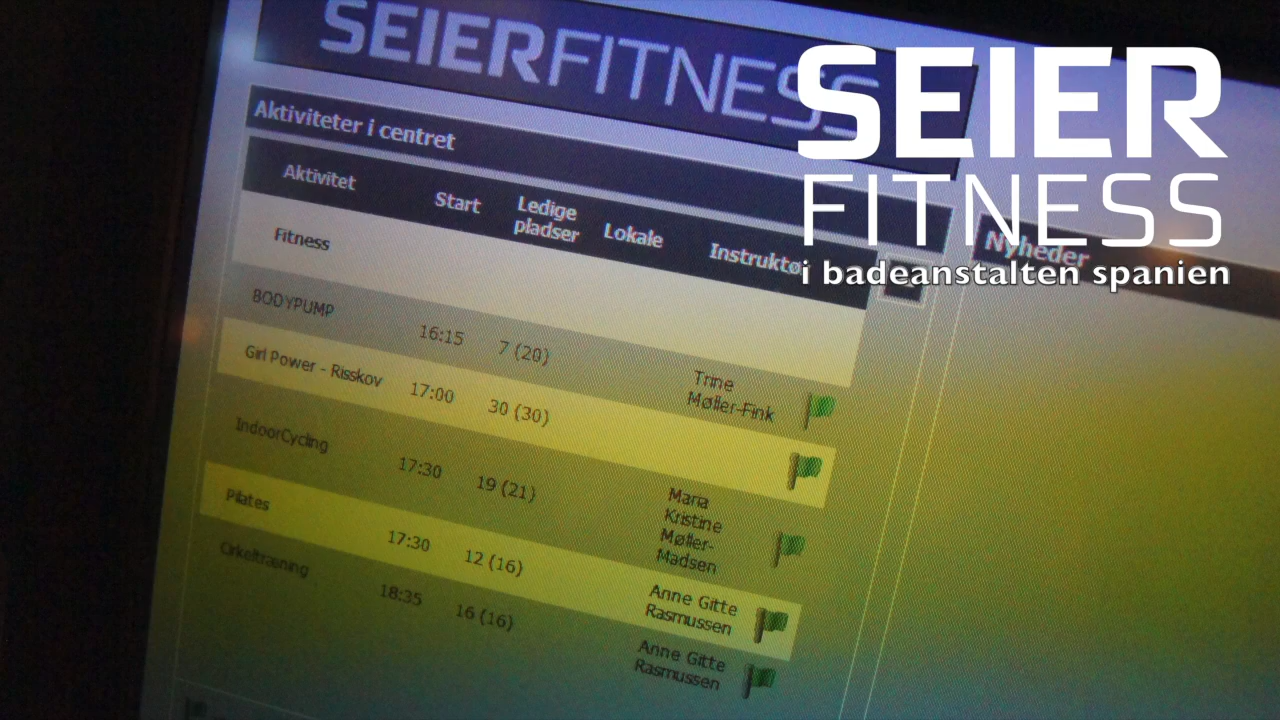 SEIERFITNESS
SEIER
FITNESS
i badeanstalten spanien
Aktiviteter i centret
Nyheder
Aktivitet Start Ledige pladser Lokale Instruktø
Fitness
BODYPUMP 16:15 7 (20) Trine Møller-Fink
Girl Power - Risskov 17:00 30 (30)
IndoorCycling 17:30 19 (21) Maria Kristine Møller-Madsen
Pilates 17:30 12 (16) Anne Gitte Rasmussen
Cirkeltræning 18:35 16 (16) Anne Gitte Rasmussen